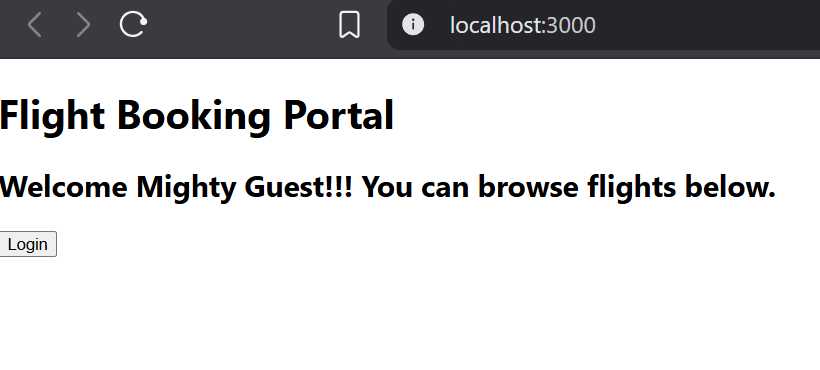 localhost:3000
Flight Booking Portal
Welcome Mighty Guest!!! You can browse flights below.
Login